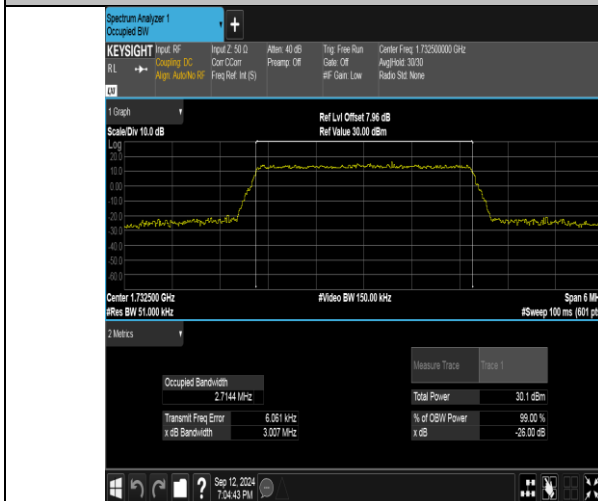 Spectrum Analyzer 1
Occupied BW
+
KEYSIGHT Input: RF Input Z: 50 Ω Atten: 40 dB Trig: Free Run Center Freq: 1.732500000 GHz
RL Coupling: DC Corr CCorr Preamp: Off Gate: Off Avg|Hold: 30/30
Align: Auto/No RF Freq Ref: Int (S) #IF Gain: Low Radio Std: None
1 Graph Ref Lvl Offset 7.96 dB
Scale/Div 10.0 dB Ref Value 30.00 dBm
Log
20.0
10.0
0.00
-10.0
-20.0
-30.0
-40.0
-50.0
-60.0
Center 1.732500 GHz #Video BW 150.00 kHz Span 6 MH
#Res BW 51.000 kHz #Sweep 100 ms (601 pt
2 Metrics
Measure Trace Trace 1
Occupied Bandwidth
2.7144 MHz Total Power 30.1 dBm
Transmit Freq Error 6.061 kHz % of OBW Power 99.00 %
x dB Bandwidth 3.007 MHz x dB -26.00 dB
Sep 12, 2024
7:04:43 PM